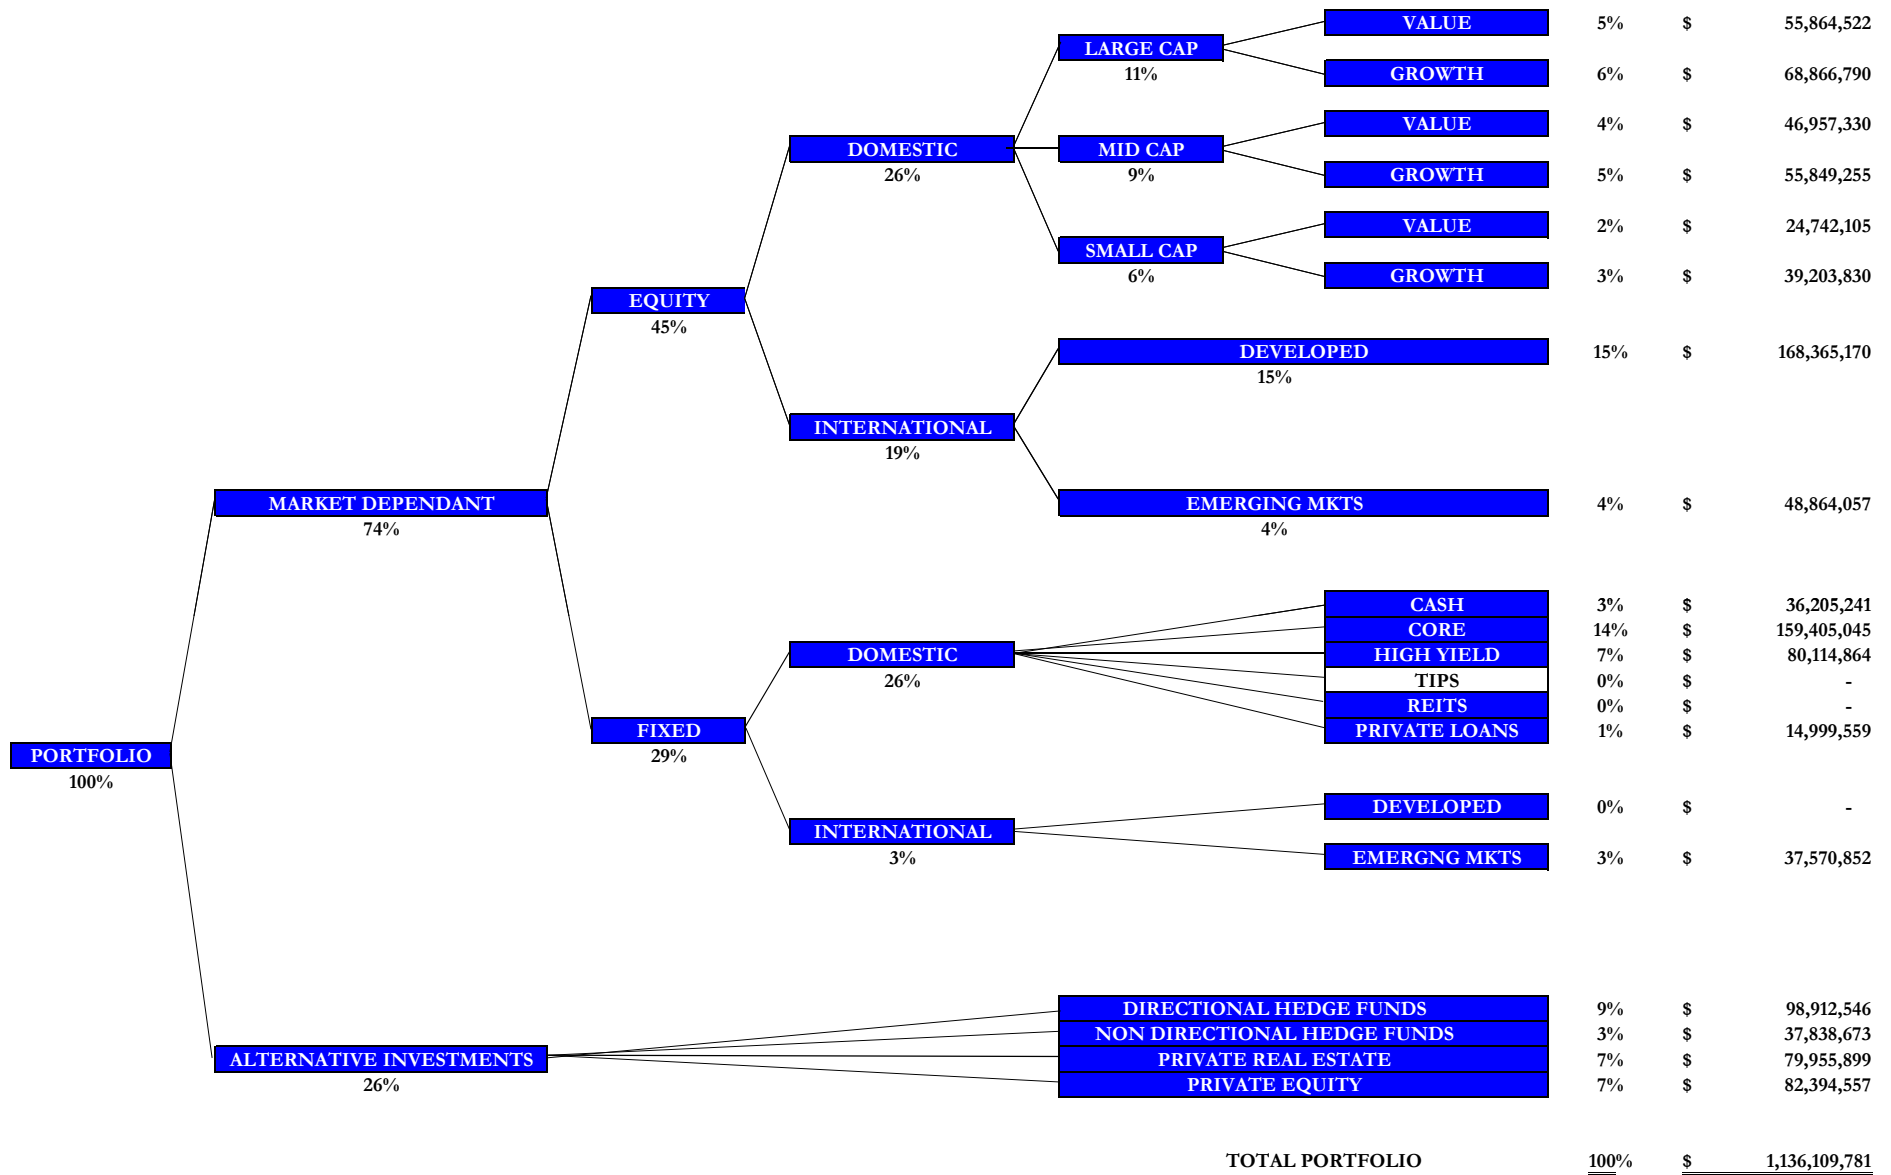 VALUE 5% $ 55,864,522
LARGE CAP
11%
GROWTH 6% $ 68,866,790
VALUE 4% $ 46,957,330
DOMESTIC MID CAP
26% 9%
GROWTH 5% $ 55,849,255
VALUE 2% $ 24,742,105
SMALL CAP
6%
GROWTH 3% $ 39,203,830
EQUITY
45%
DEVELOPED 15% $ 168,365,170
15%
INTERNATIONAL
19%
MARKET DEPENDANT EMERGING MKTS 4% $ 48,864,057
74% 4%
CASH 3% $ 36,205,241
CORE 14% $ 159,405,045
DOMESTIC HIGH YIELD 7% $ 80,114,864
26% TIPS 0% $ -
REITS 0% $ -
FIXED PRIVATE LOANS 1% $ 14,999,559
29%
PORTFOLIO
100%
DEVELOPED 0% $ -
INTERNATIONAL
3%
EMERGNG MKTS 3% $ 37,570,852
DIRECTIONAL HEDGE FUNDS 9% $ 98,912,546
NON DIRECTIONAL HEDGE FUNDS 3% $ 37,838,673
ALTERNATIVE INVESTMENTS PRIVATE REAL ESTATE 7% $ 79,955,899
26% PRIVATE EQUITY 7% $ 82,394,557
TOTAL PORTFOLIO 100% $ 1,136,109,781